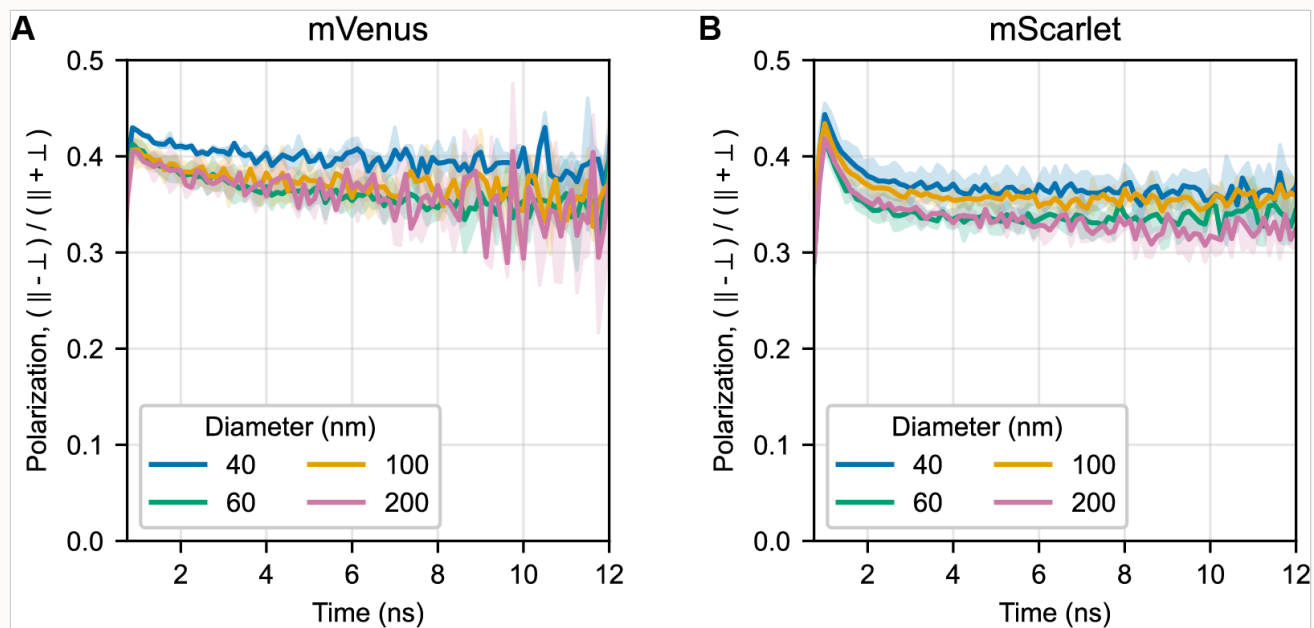 A
mVenus
Polarization, ( || - ⊥ ) / ( || + ⊥ )
0.5
0.4
0.3
0.2
0.1
0.0
Diameter (nm)
40 100
60 200
2 4 6 8 10 12
Time (ns)
B
mScarlet
Polarization, ( || - ⊥ ) / ( || + ⊥ )
0.5
0.4
0.3
0.2
0.1
0.0
Diameter (nm)
40 100
60 200
2 4 6 8 10 12
Time (ns)